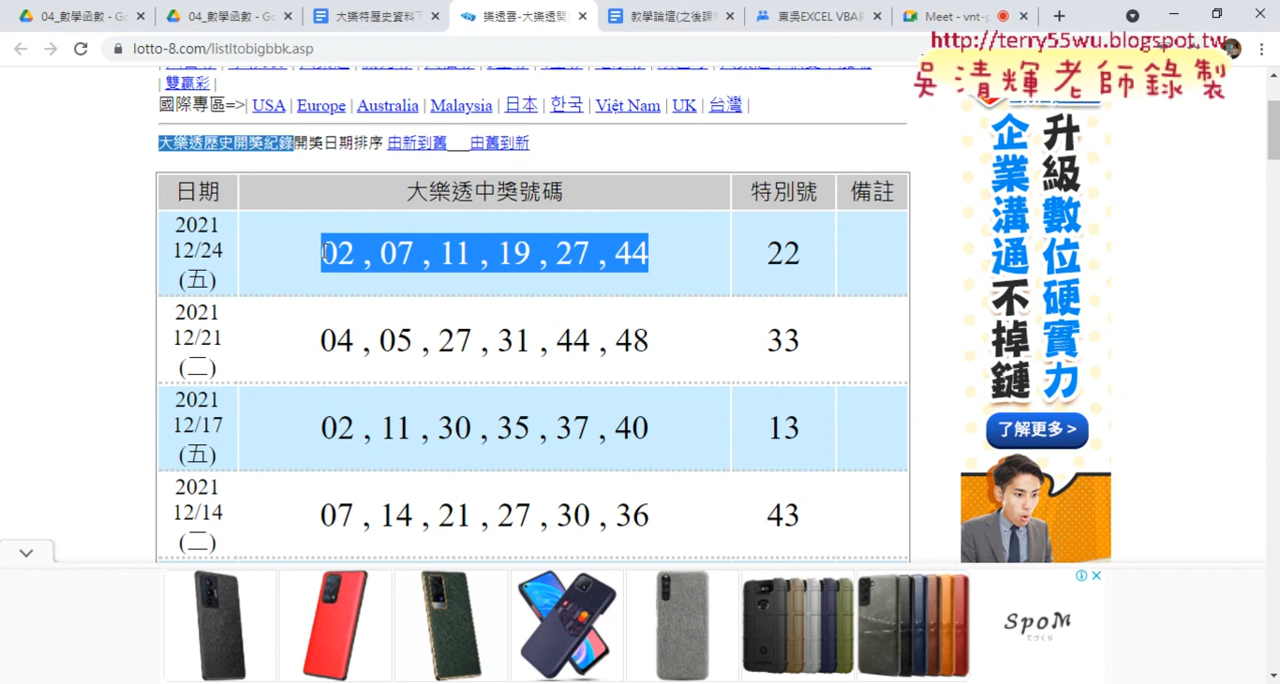 04_數學函數 - Go
04_數學函數 - Go
大樂特歷史資料下
樂透雲-大樂透開
教學論壇(之後課
東吳EXCEL VBA
Meet - vnt-p
lotto-8.com/listltobigbbk.asp
http://terry55wu.blogspot.tw
吳清輝老師錄製
雙贏彩 |
國際專區=>| USA | Europe | Australia | Malaysia | 日本 | 한국 | Việt Nam | UK | 台灣 |
大樂透歷史開獎紀錄開獎日期排序 由新到舊___由舊到新
日期 大樂透中獎號碼 特別號 備註
2021
12/24
(五)
02 , 07 , 11 , 19 , 27 , 44 22
2021
12/21
(二)
04 , 05 , 27 , 31 , 44 , 48 33
2021
12/17
(五)
02 , 11 , 30 , 35 , 37 , 40 13
2021
12/14
(二)
07 , 14 , 21 , 27 , 30 , 36 43
升級數位硬實力
企業溝通不掉鏈
了解更多 >
SPoM
てづくり